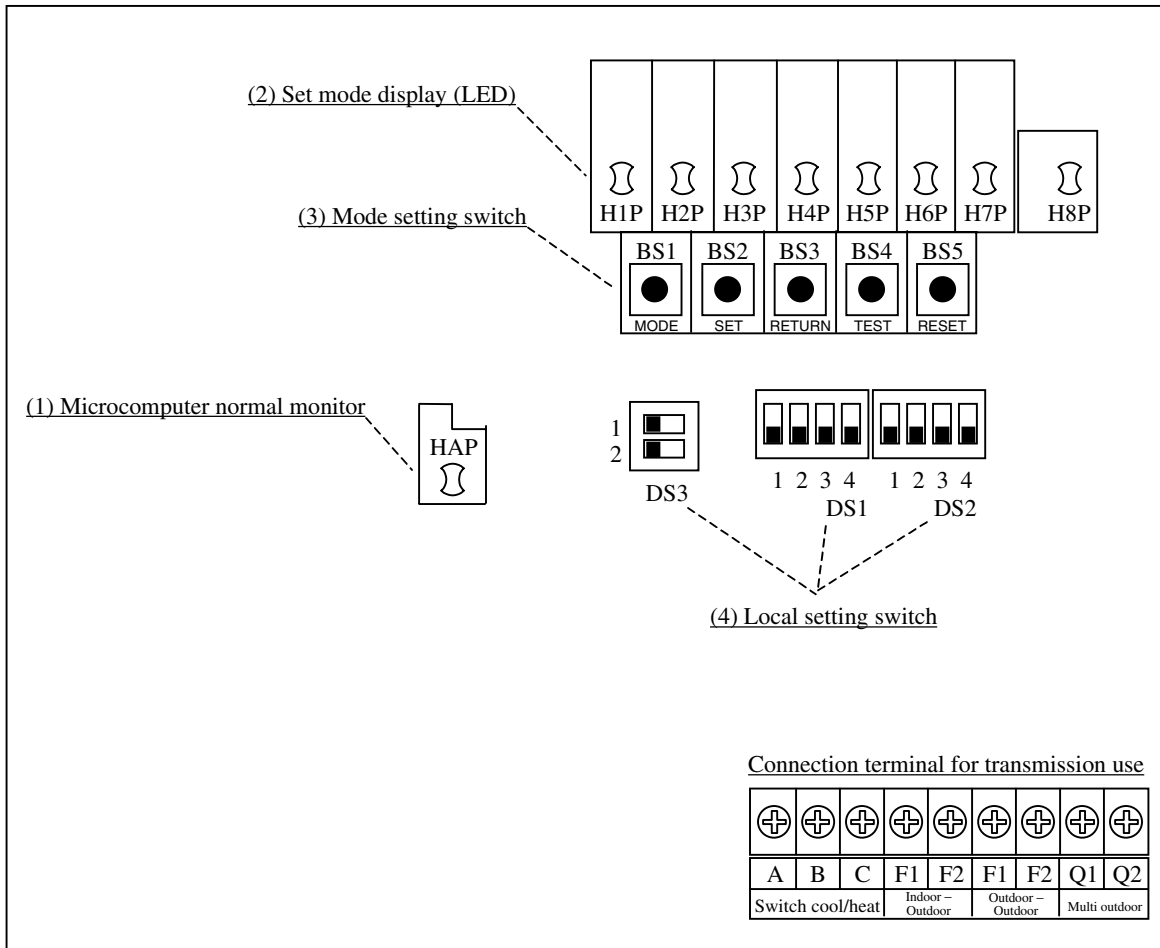 (2) Set mode display (LED)
H1P H2P H3P H4P H5P H6P H7P H8P
(3) Mode setting switch
BS1 BS2 BS3 BS4 BS5
MODE SET RETURN TEST RESET
(1) Microcomputer normal monitor
HAP
1
2
DS3
1 2 3 4 1 2 3 4
DS1 DS2
(4) Local setting switch
Connection terminal for transmission use
A B C F1 F2 F1 F2 Q1 Q2
Switch cool/heat
Indoor –
Outdoor
Outdoor –
Outdoor
Multi outdoor